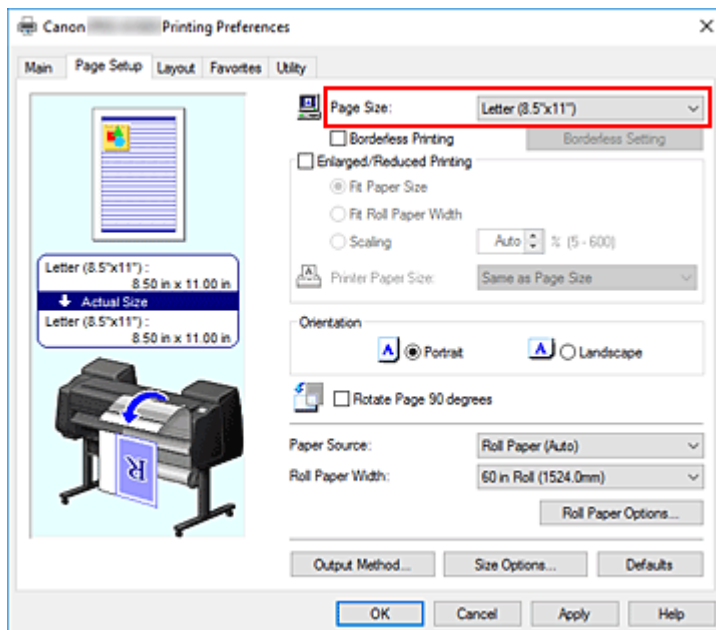 Canon Printing Preferences
Main Page Setup Layout Favorites Utility
Page Size: Letter (8.5"x11")
Borderless Printing Borderless Setting
Enlarged/Reduced Printing
Fit Paper Size
Fit Roll Paper Width
Scaling Auto % (5 - 600)
Printer Paper Size: Same as Page Size
Letter (8.5"x11") :
8.50 in x 11.00 in
Actual Size
Letter (8.5"x11") :
8.50 in x 11.00 in
Orientation
A Portrait A Landscape
Rotate Page 90 degrees
Paper Source: Roll Paper (Auto)
Roll Paper Width: 60 in Roll (1524.0mm)
Roll Paper Options...
R
Output Method... Size Options... Defaults
OK Cancel Apply Help